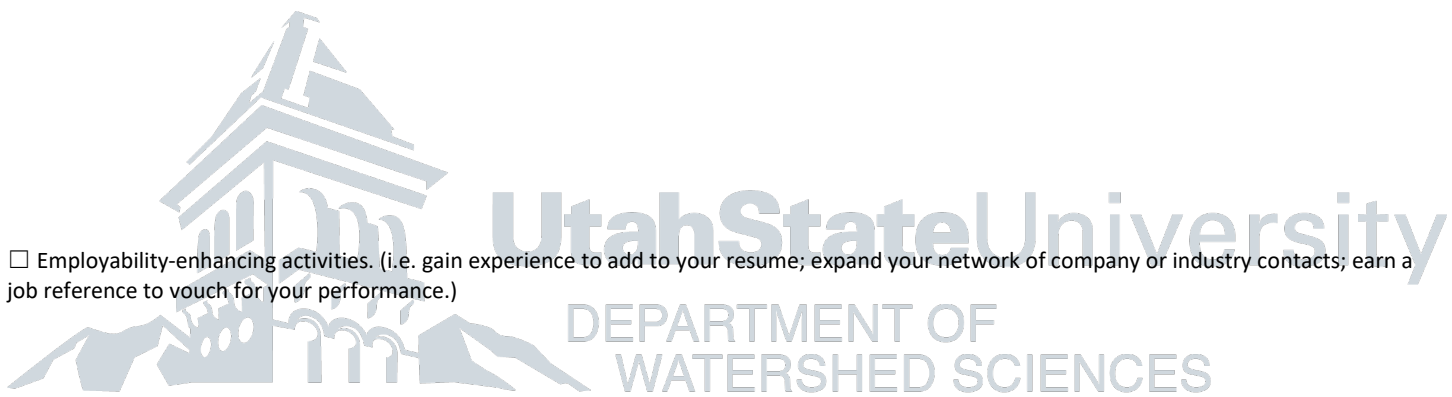 UtahStateUniversity
☐ Employability-enhancing activities. (i.e. gain experience to add to your resume; expand your network of company or industry contacts; earn a
job reference to vouch for your performance.)
DEPARTMENT OF
WATERSHED SCIENCES